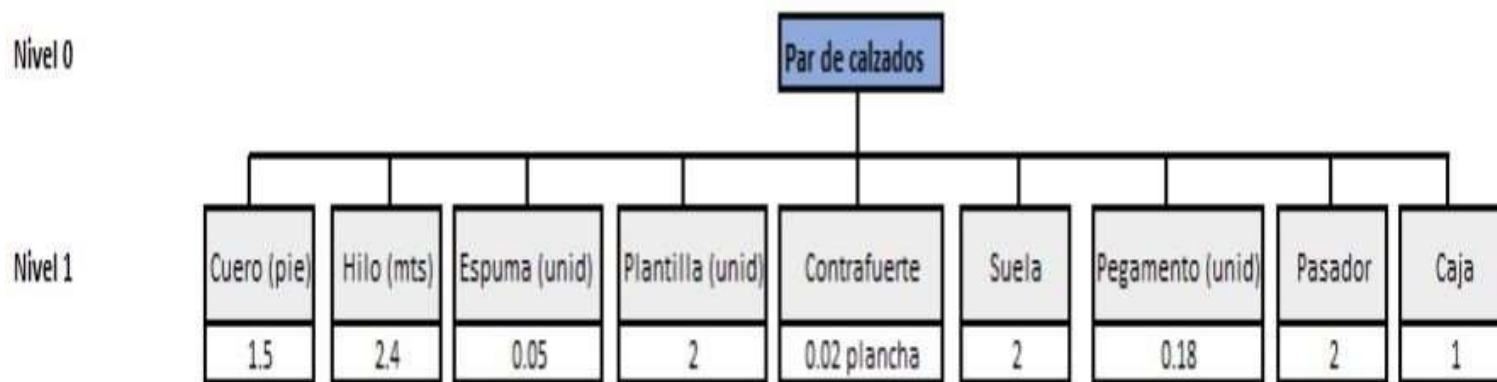 Nivel 0
Par de calzados
Nivel 1
Cuero (pie)
Hilo (mts)
Espuma (unid)
Plantilla (unid)
Contrafuerte
Suela
Pegamento (unid)
Pasador
Caja
1.5
2.4
0.05
2
0.02 plancha
2
0.18
2
1